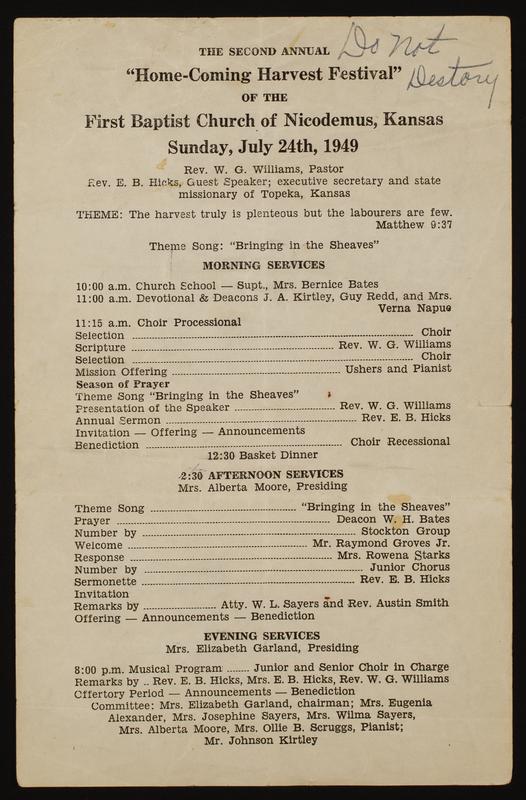 THE SECOND ANNUAL
Do Not
Destory
"Home-Coming Harvest Festival"
OF THE
First Baptist Church of Nicodemus, Kansas
Sunday, July 24th, 1949
Rev. W. G. Williams, Pastor
Rev. E. B. Hicks, Guest Speaker; executive secretary and state
missionary of Topeka, Kansas
THEME: The harvest truly is plenteous but the labourers are few.
Matthew 9:37
Theme Song: "Bringing in the Sheaves"
MORNING SERVICES
10:00 a.m. Church School — Supt., Mrs. Bernice Bates
11:00 a.m. Devotional & Deacons J. A. Kirtley, Guy Redd, and Mrs.
Verna Napue
11:15 a.m. Choir Processional
Selection ........ Choir
Scripture ........ Rev. W. G. Williams
Selection ........ Choir
Mission Offering ........ Ushers and Pianist
Season of Prayer
Theme Song "Bringing in the Sheaves"
Presentation of the Speaker ........ Rev. W. G. Williams
Annual Sermon ........ Rev. E. B. Hicks
Invitation — Offering — Announcements
Benediction ........ Choir Recessional
12:30 Basket Dinner
2:30 AFTERNOON SERVICES
Mrs. Alberta Moore, Presiding
Theme Song ........ "Bringing in the Sheaves"
Prayer ........ Deacon W. H. Bates
Number by ........ Stockton Group
Welcome ........ Mr. Raymond Groves Jr.
Response ........ Mrs. Rowena Starks
Number by ........ Junior Chorus
Sermonette ........ Rev. E. B. Hicks
Invitation
Remarks by ........ Atty. W. L. Sayers and Rev. Austin Smith
Offering — Announcements — Benediction
EVENING SERVICES
Mrs. Elizabeth Garland, Presiding
8:00 p.m. Musical Program ........ Junior and Senior Choir in Charge
Remarks by .. Rev. E. B. Hicks, Mrs. E. B. Hicks, Rev. W. G. Williams
Offertory Period — Announcements — Benediction
Committee: Mrs. Elizabeth Garland, chairman; Mrs. Eugenia
Alexander, Mrs. Josephine Sayers, Mrs. Wilma Sayers,
Mrs. Alberta Moore, Mrs. Ollie B. Scruggs, Pianist;
Mr. Johnson Kirtley